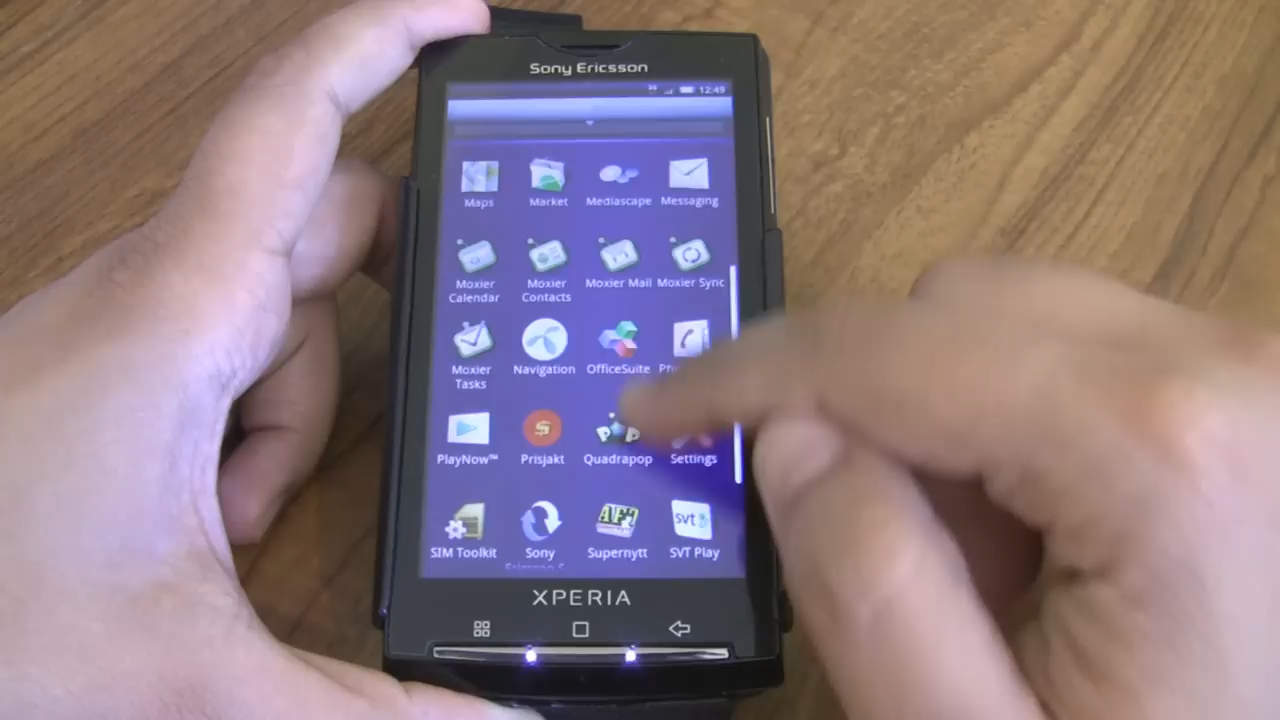 Sony Ericsson
12:49
Maps Market Mediascape Messaging
Moxier Calendar Moxier Contacts Moxier Mail Moxier Sync
Moxier Tasks Navigation OfficeSuite
PlayNow™ Prisjakt Quadrapop Settings
svt
SIM Toolkit Sony Supernytt SVT Play
XPERIA